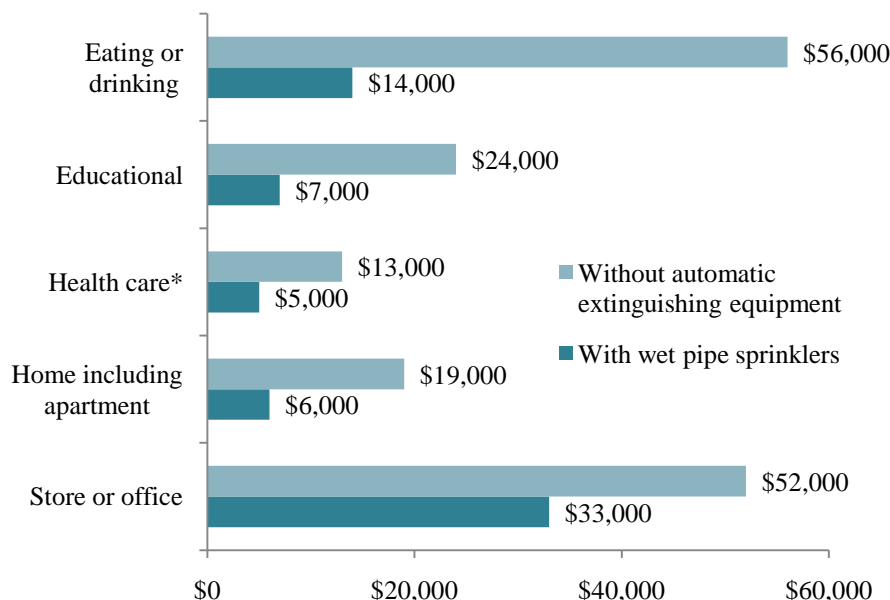 Eating or
drinking
$56,000
$14,000
Educational
$24,000
$7,000
Health care*
$13,000
$5,000
Home including
apartment
$19,000
$6,000
Store or office
$52,000
$33,000
Without automatic
extinguishing equipment
With wet pipe sprinklers
$0 $20,000 $40,000 $60,000